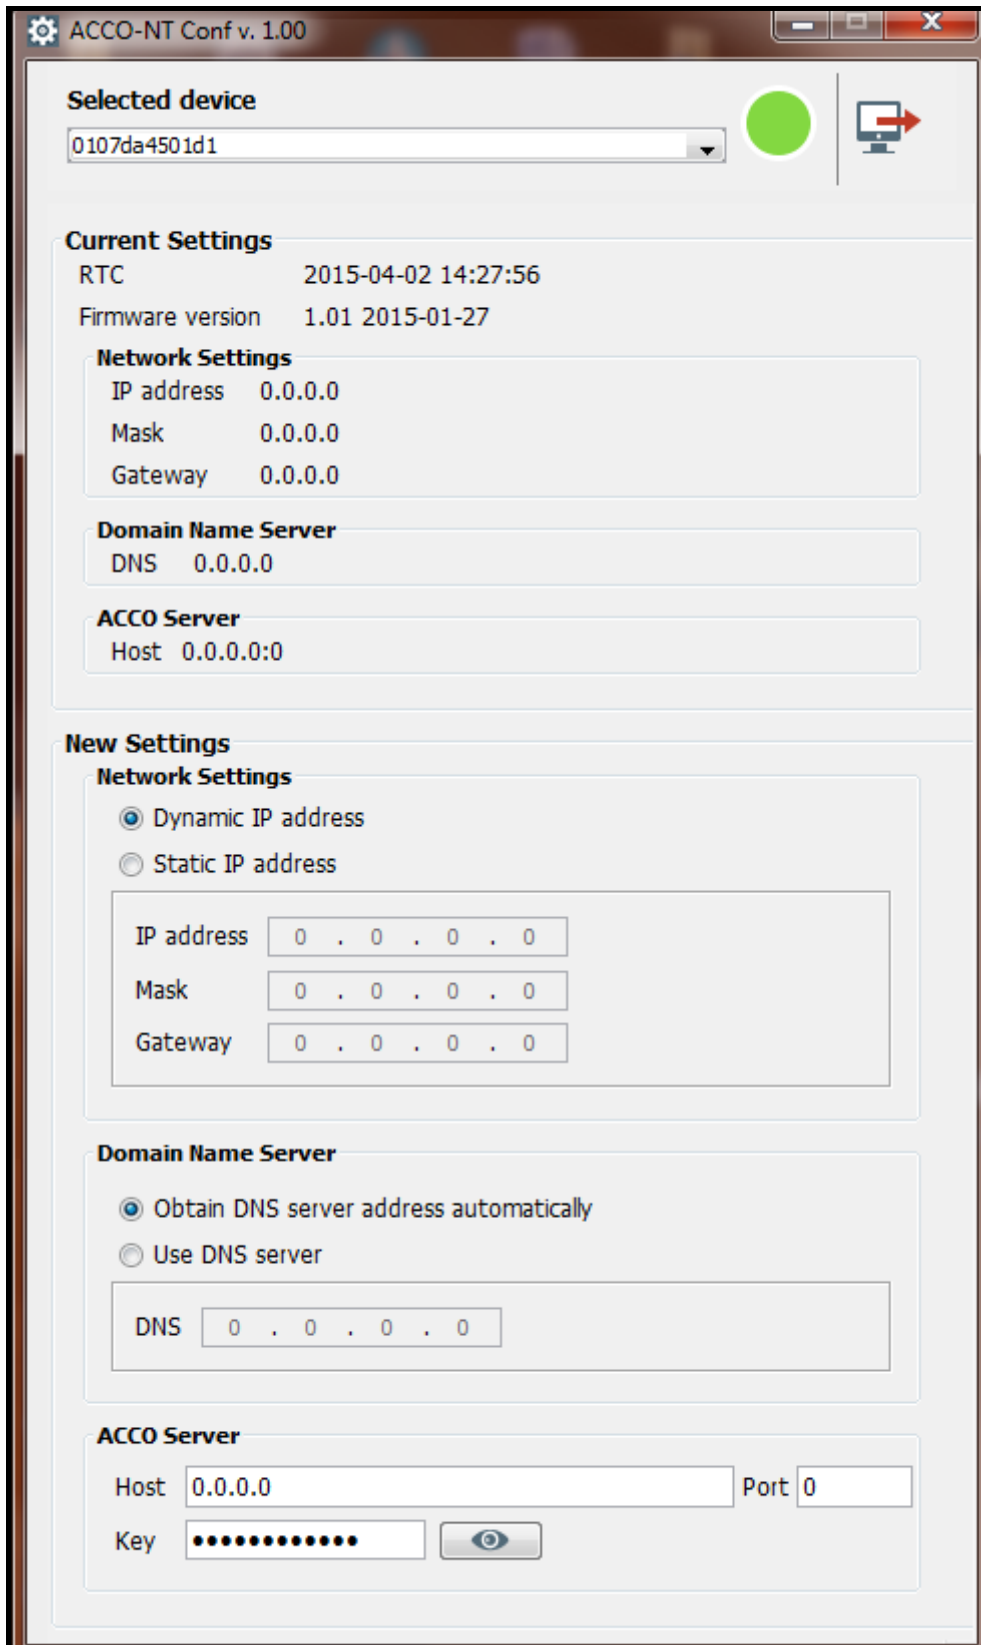 ACCO-NT Conf v. 1.00
Selected device
0107da4501d1
Current Settings
RTC 2015-04-02 14:27:56
Firmware version 1.01 2015-01-27
Network Settings
IP address 0.0.0.0
Mask 0.0.0.0
Gateway 0.0.0.0
Domain Name Server
DNS 0.0.0.0
ACCO Server
Host 0.0.0.0:0
New Settings
Network Settings
Dynamic IP address
Static IP address
IP address 0 . 0 . 0 . 0
Mask 0 . 0 . 0 . 0
Gateway 0 . 0 . 0 . 0
Domain Name Server
Obtain DNS server address automatically
Use DNS server
DNS 0 . 0 . 0 . 0
ACCO Server
Host 0.0.0.0 Port 0
Key ••••••••••••